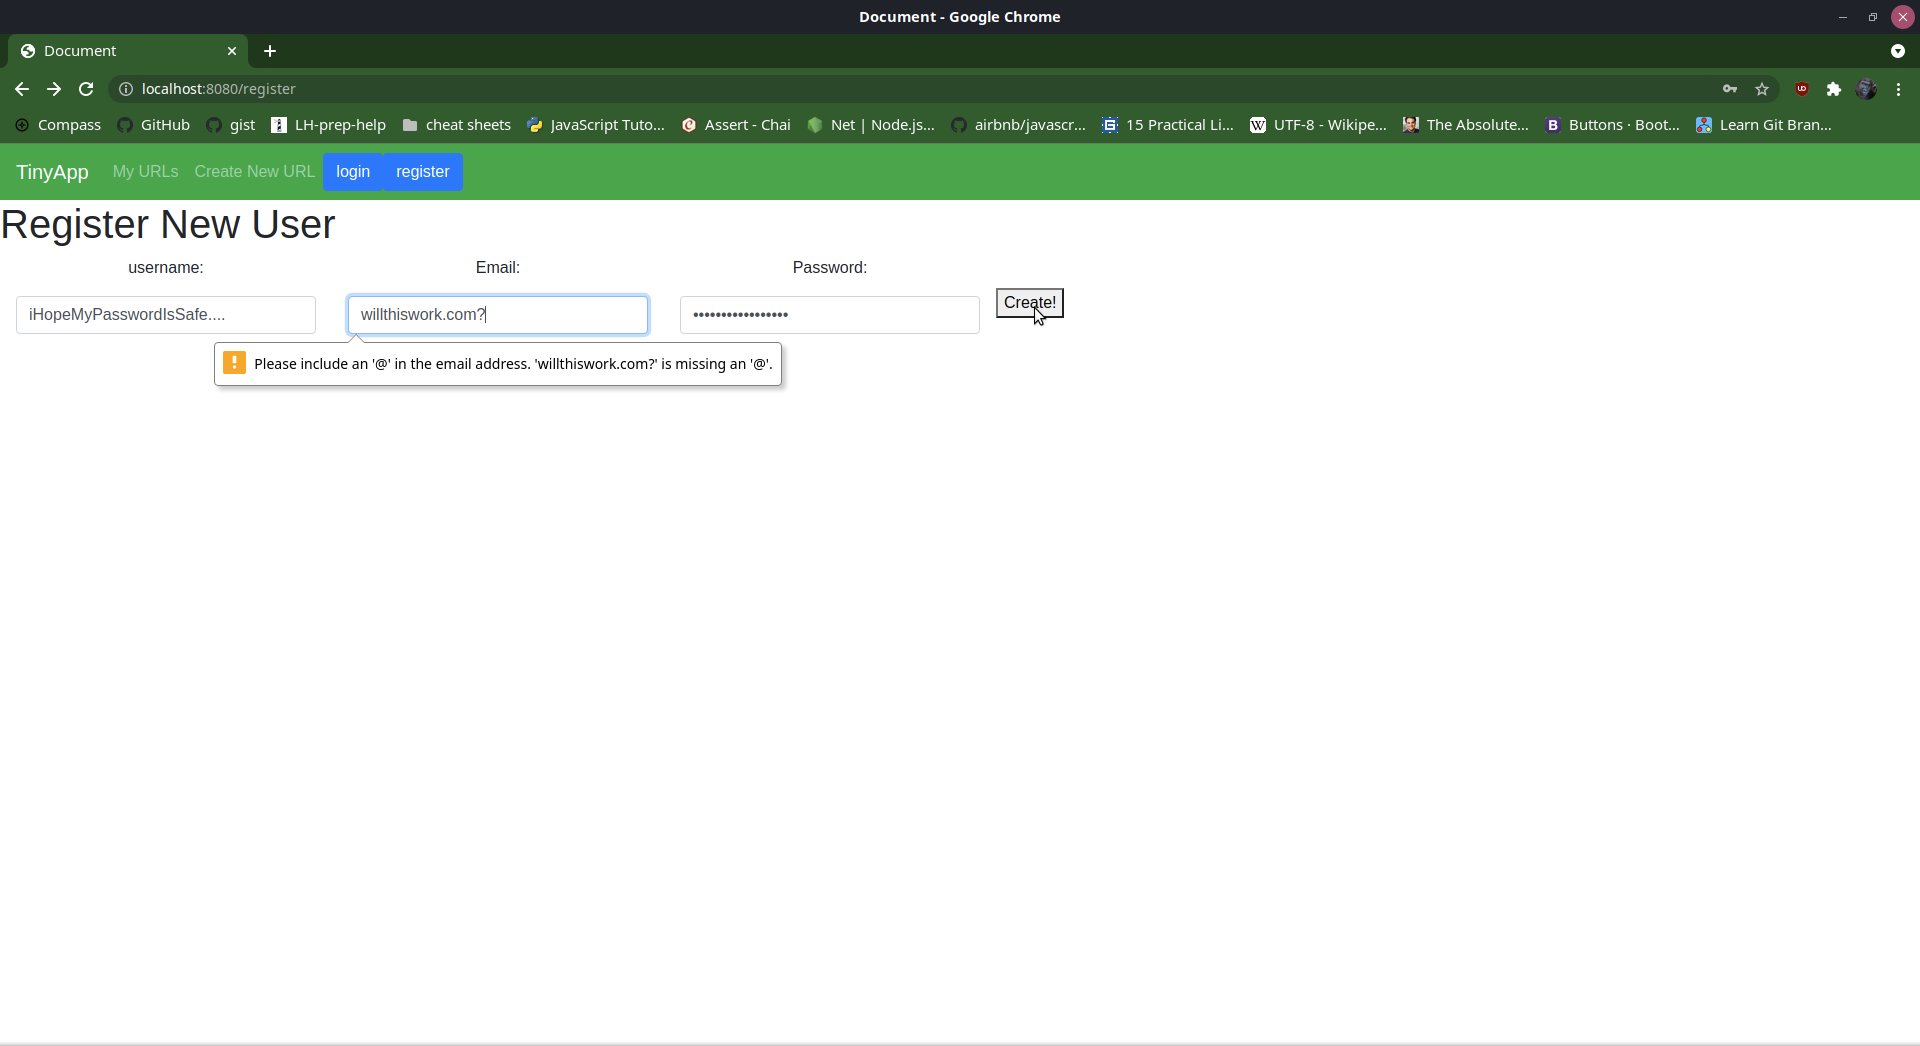 Document - Google Chrome
Document
localhost:8080/register
Compass GitHub gist LH-prep-help cheat sheets JavaScript Tuto... Assert - Chai Net | Node.js... airbnb/javascr... 15 Practical Li... UTF-8 - Wikipe... The Absolute... Buttons · Boot... Learn Git Bran...
TinyApp My URLs Create New URL login register
Register New User
username: Email: Password:
iHopeMyPasswordIsSafe.... willthiswork.com? ••••••••••••••••• Create!
Please include an '@' in the email address. 'willthiswork.com?' is missing an '@'.